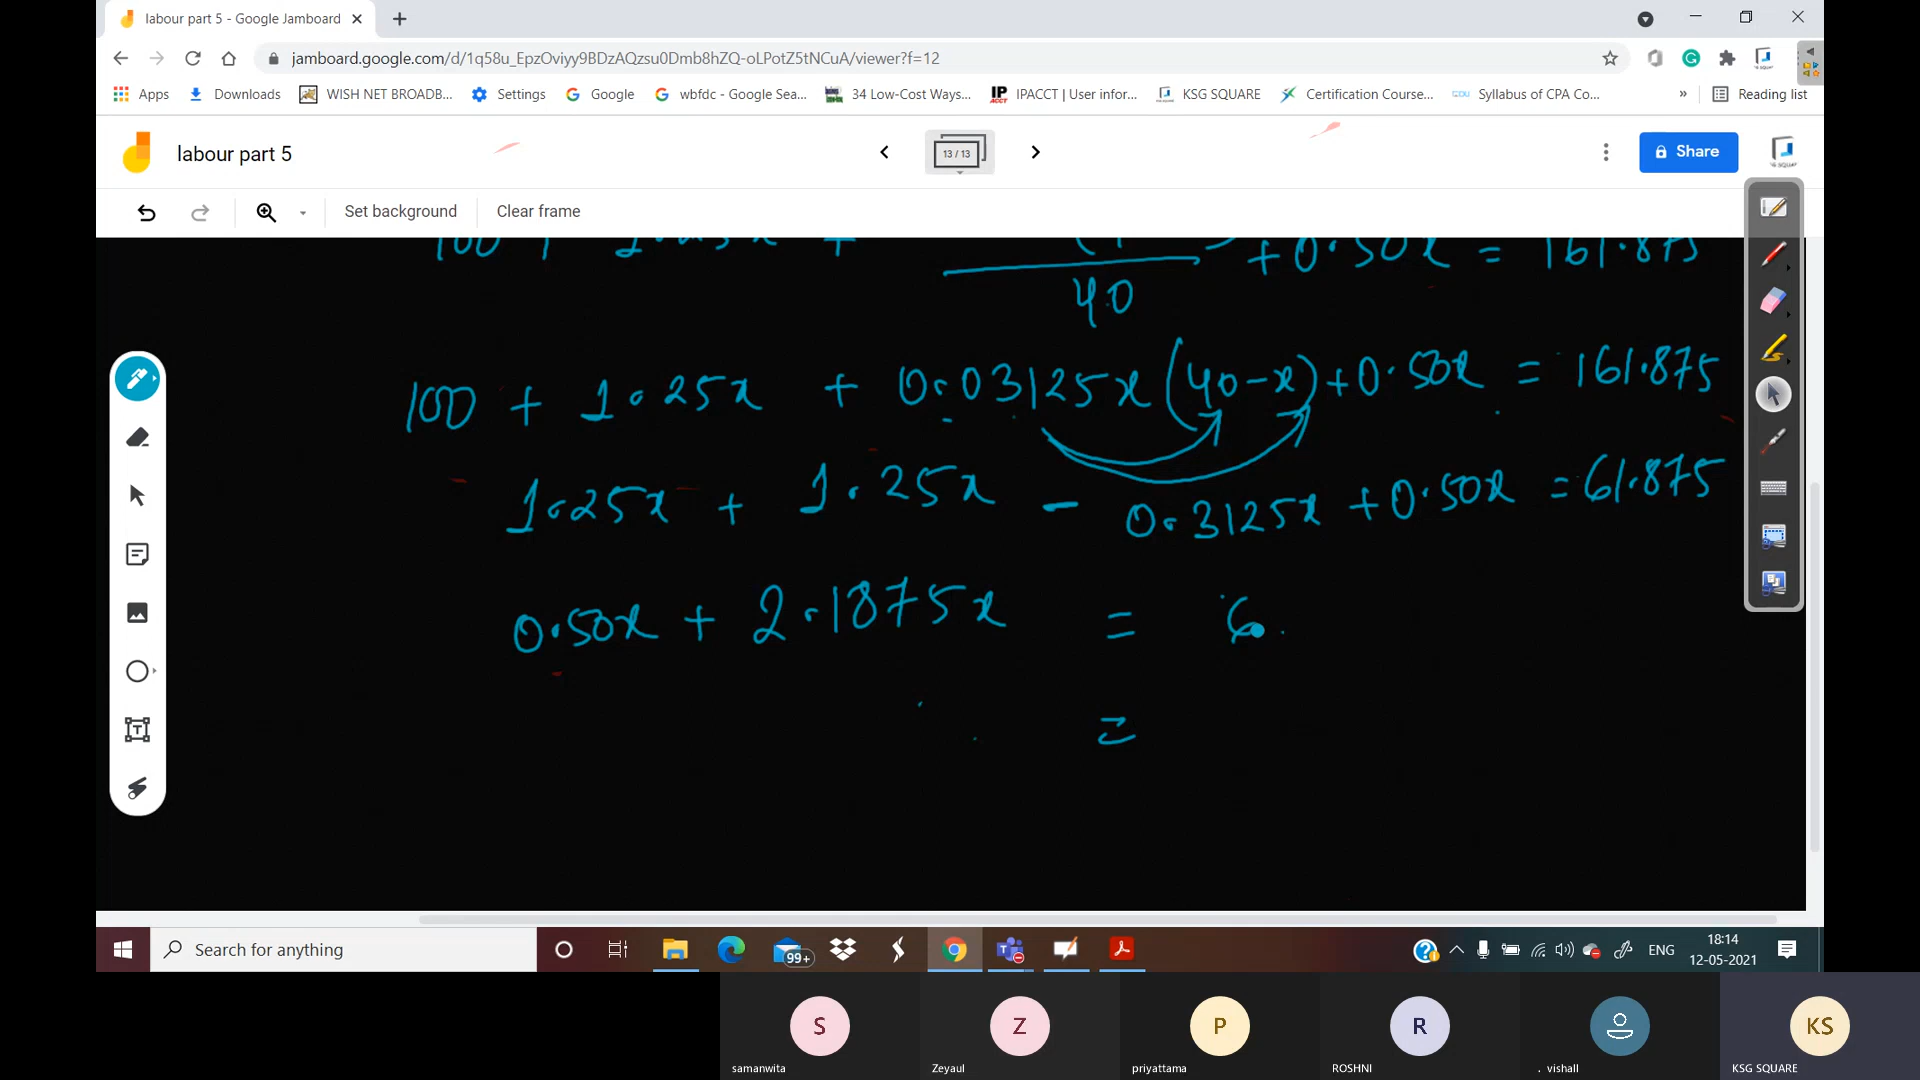 labour part 5 - Google Jamboard
jamboard.google.com/d/1q58u_EpzOviyy9BDzAQzsu0Dmb8hZQ-oLPotZ5tNCuA/viewer?f=12
Apps Downloads WISH NET BROADB... Settings Google wbfdc - Google Sea... 34 Low-Cost Ways... IPACCT | User infor... KSG SQUARE Certification Course... Syllabus of CPA Co... » Reading list
labour part 5 13 / 13 Share
Set background Clear frame
+ 0.50x = 161.875
40
100 + 1.25x + 0.03125x (40-x) + 0.50x = 161.875
1.25x + 1.25x - 0.3125x + 0.50x = 61.875
0.50x + 2.1875x = 6
=
Search for anything 99+ ENG 18:14
12-05-2021
S Z P R KS
samanwita Zeyaul priyattama ROSHNI . vishall KSG SQUARE